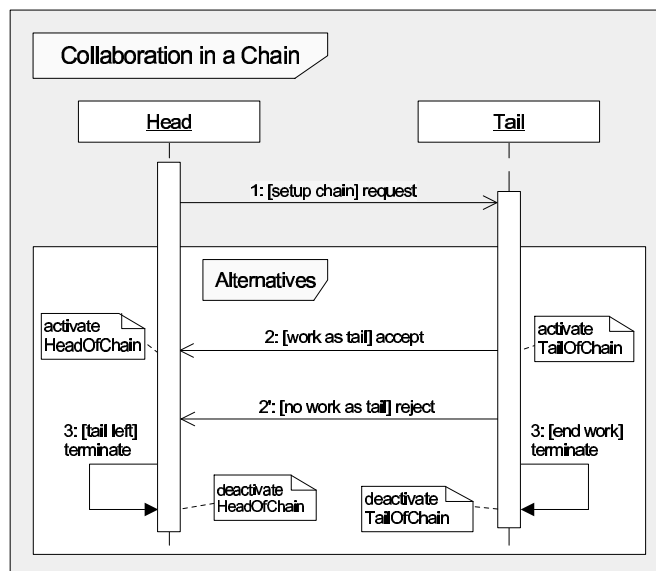 Collaboration in a Chain
Head
Tail
1: [setup chain] request
Alternatives
activate
HeadOfChain
2: [work as tail] accept
activate
TailOfChain
2': [no work as tail] reject
3: [tail left]
terminate
3: [end work]
terminate
deactivate
HeadOfChain
deactivate
TailOfChain